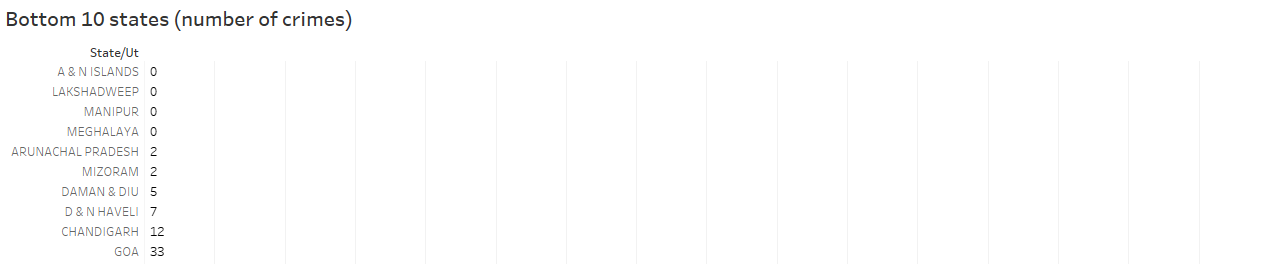 Bottom 10 states (number of crimes)
State/Ut
A & N ISLANDS 0
LAKSHADWEEP 0
MANIPUR 0
MEGHALAYA 0
ARUNACHAL PRADESH 2
MIZORAM 2
DAMAN & DIU 5
D & N HAVELI 7
CHANDIGARH 12
GOA 33